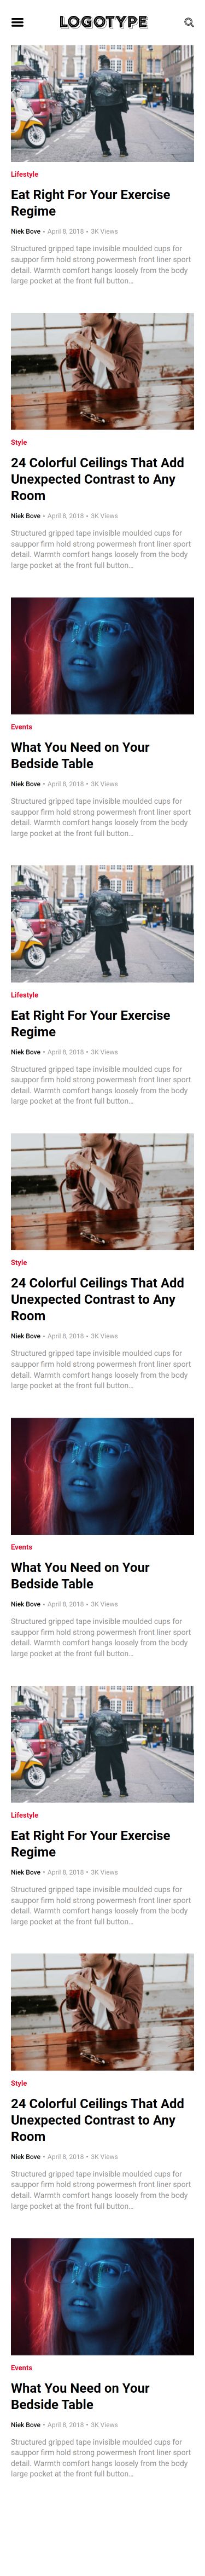 LOGOTYPE
Lifestyle
Eat Right For Your Exercise
Regime
Niek Bove • April 8, 2018 • 3K Views
Structured gripped tape invisible moulded cups for
sauppor firm hold strong powermesh front liner sport
detail. Warmth comfort hangs loosely from the body
large pocket at the front full button…
Style
24 Colorful Ceilings That Add
Unexpected Contrast to Any
Room
Niek Bove • April 8, 2018 • 3K Views
Structured gripped tape invisible moulded cups for
sauppor firm hold strong powermesh front liner sport
detail. Warmth comfort hangs loosely from the body
large pocket at the front full button…
Events
What You Need on Your
Bedside Table
Niek Bove • April 8, 2018 • 3K Views
Structured gripped tape invisible moulded cups for
sauppor firm hold strong powermesh front liner sport
detail. Warmth comfort hangs loosely from the body
large pocket at the front full button…
Lifestyle
Eat Right For Your Exercise
Regime
Niek Bove • April 8, 2018 • 3K Views
Structured gripped tape invisible moulded cups for
sauppor firm hold strong powermesh front liner sport
detail. Warmth comfort hangs loosely from the body
large pocket at the front full button…
Style
24 Colorful Ceilings That Add
Unexpected Contrast to Any
Room
Niek Bove • April 8, 2018 • 3K Views
Structured gripped tape invisible moulded cups for
sauppor firm hold strong powermesh front liner sport
detail. Warmth comfort hangs loosely from the body
large pocket at the front full button…
Events
What You Need on Your
Bedside Table
Niek Bove • April 8, 2018 • 3K Views
Structured gripped tape invisible moulded cups for
sauppor firm hold strong powermesh front liner sport
detail. Warmth comfort hangs loosely from the body
large pocket at the front full button…
Lifestyle
Eat Right For Your Exercise
Regime
Niek Bove • April 8, 2018 • 3K Views
Structured gripped tape invisible moulded cups for
sauppor firm hold strong powermesh front liner sport
detail. Warmth comfort hangs loosely from the body
large pocket at the front full button…
Style
24 Colorful Ceilings That Add
Unexpected Contrast to Any
Room
Niek Bove • April 8, 2018 • 3K Views
Structured gripped tape invisible moulded cups for
sauppor firm hold strong powermesh front liner sport
detail. Warmth comfort hangs loosely from the body
large pocket at the front full button…
Events
What You Need on Your
Bedside Table
Niek Bove • April 8, 2018 • 3K Views
Structured gripped tape invisible moulded cups for
sauppor firm hold strong powermesh front liner sport
detail. Warmth comfort hangs loosely from the body
large pocket at the front full button…